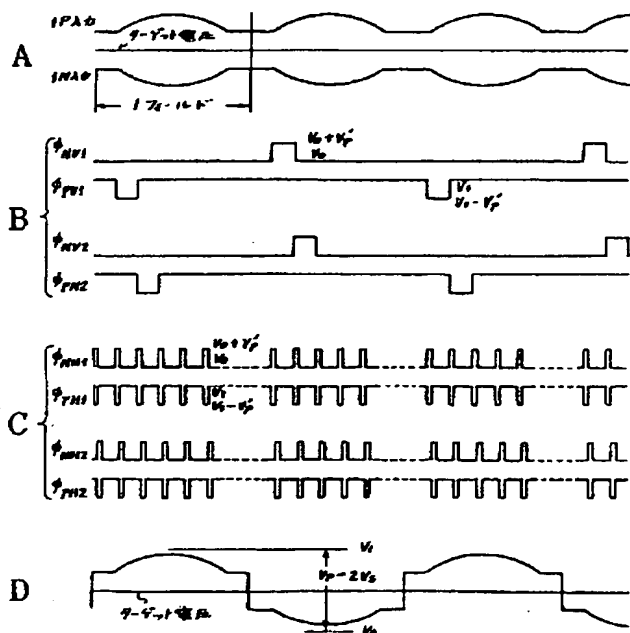 A
1P入力
ターゲット電圧
1N入力
1フィールド
B
φNV1
V0+VP'
V0
φPV1
V1
V1-VP'
φNV2
φPH2
C
φNH1
V0+VP'
V0
φPH1
V1
V1-VP'
φNH2
φPH2
D
V1
VP-2VS
ターゲット電圧
V0